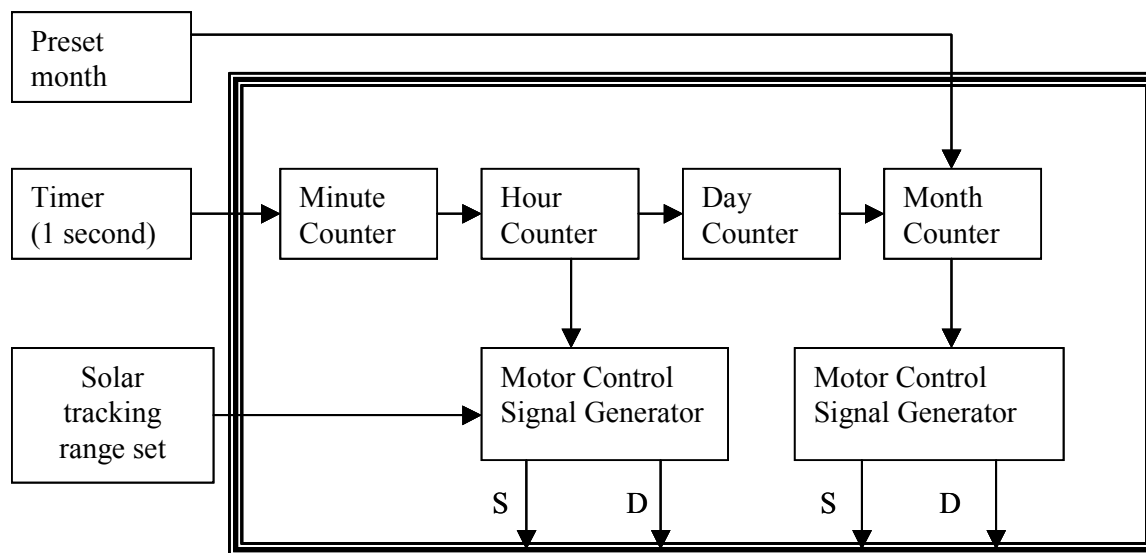 Preset
month
Timer
(1 second)
Minute
Counter
Hour
Counter
Day
Counter
Month
Counter
Solar
tracking
range set
Motor Control
Signal Generator
Motor Control
Signal Generator
S
D
S
D